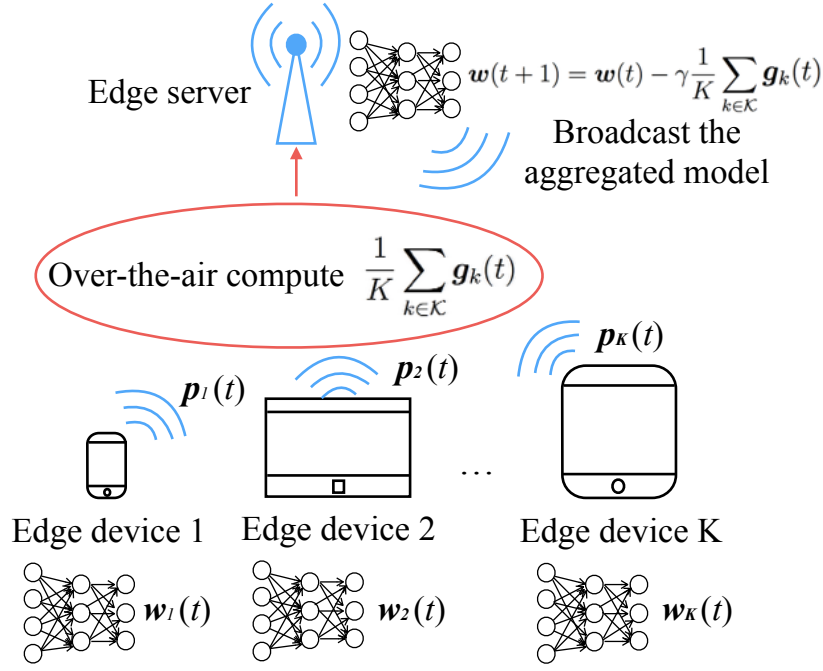 Edge server
w(t + 1) = w(t) − γ 1/K ∑_{k∈𝒦} g_k(t)
Broadcast the
aggregated model
Over-the-air compute 1/K ∑_{k∈𝒦} g_k(t)
p_1(t)
p_2(t)
p_K(t)
...
Edge device 1
Edge device 2
Edge device K
w_1(t)
w_2(t)
w_K(t)